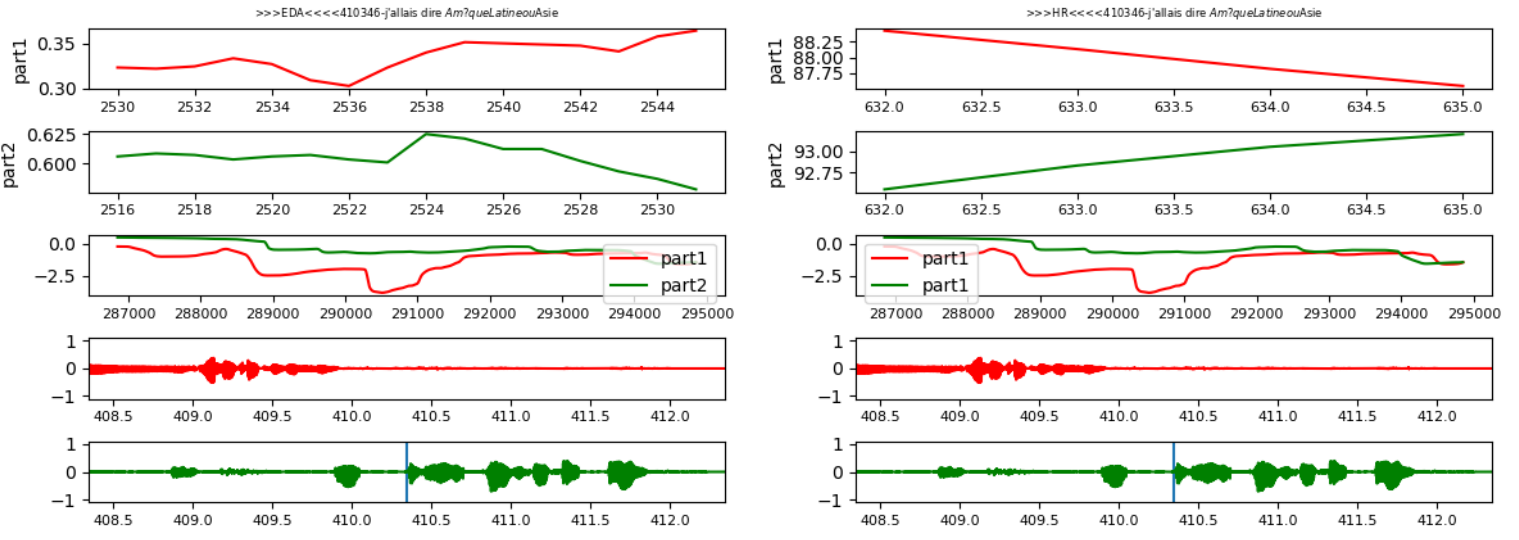 >>>EDA<<<<410346-j'allais dire Am?queLatineouAsie
part1
0.35
0.30
2530 2532 2534 2536 2538 2540 2542 2544
part2
0.625
0.600
2516 2518 2520 2522 2524 2526 2528 2530
0.0
−2.5
part1
part2
287000 288000 289000 290000 291000 292000 293000 294000 295000
1
0
−1
408.5 409.0 409.5 410.0 410.5 411.0 411.5 412.0
1
0
−1
408.5 409.0 409.5 410.0 410.5 411.0 411.5 412.0
>>>HR<<<<410346-j'allais dire Am?queLatineouAsie
part1
88.25
88.00
87.75
632.0 632.5 633.0 633.5 634.0 634.5 635.0
part2
93.00
92.75
632.0 632.5 633.0 633.5 634.0 634.5 635.0
0.0
−2.5
part1
part1
287000 288000 289000 290000 291000 292000 293000 294000 295000
1
0
−1
408.5 409.0 409.5 410.0 410.5 411.0 411.5 412.0
1
0
−1
408.5 409.0 409.5 410.0 410.5 411.0 411.5 412.0